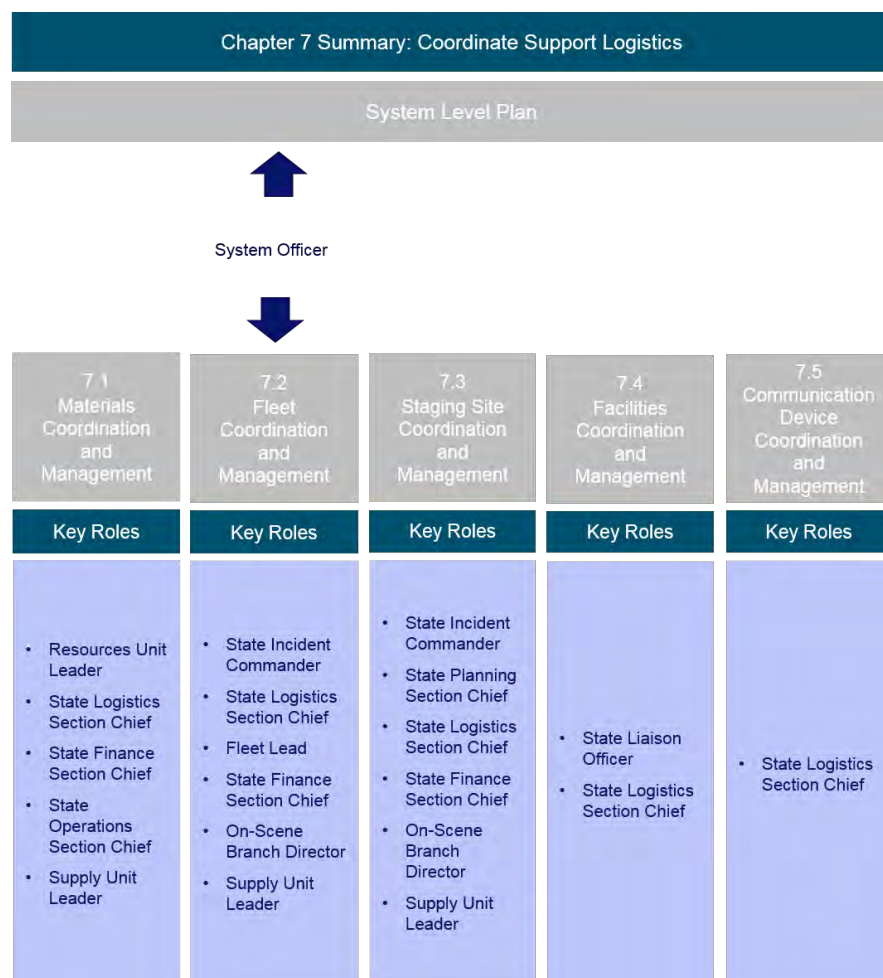 Chapter 7 Summary: Coordinate Support Logistics
System Level Plan
System Officer
7.1
Materials
Coordination
and
Management
Key Roles
• Resources Unit
Leader
• State Logistics
Section Chief
• State Finance
Section Chief
• State
Operations
Section Chief
• Supply Unit
Leader
7.2
Fleet
Coordination
and
Management
Key Roles
• State Incident
Commander
• State Logistics
Section Chief
• Fleet Lead
• State Finance
Section Chief
• On-Scene
Branch Director
• Supply Unit
Leader
7.3
Staging Site
Coordination
and
Management
Key Roles
• State Incident
Commander
• State Planning
Section Chief
• State Logistics
Section Chief
• State Finance
Section Chief
• On-Scene
Branch
Director
• Supply Unit
Leader
7.4
Facilities
Coordination
and
Management
Key Roles
• State Liaison
Officer
• State Logistics
Section Chief
7.5
Communication
Device
Coordination
and
Management
Key Roles
• State Logistics
Section Chief